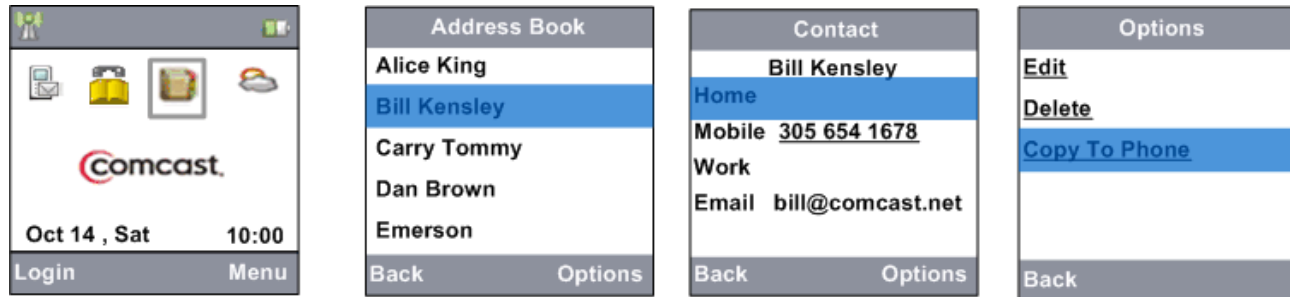 comcast.
Oct 14 , Sat 10:00
Login Menu
Address Book
Alice King
Bill Kensley
Carry Tommy
Dan Brown
Emerson
Back Options
Contact
Bill Kensley
Home
Mobile 305 654 1678
Work
Email bill@comcast.net
Back Options
Options
Edit
Delete
Copy To Phone
Back